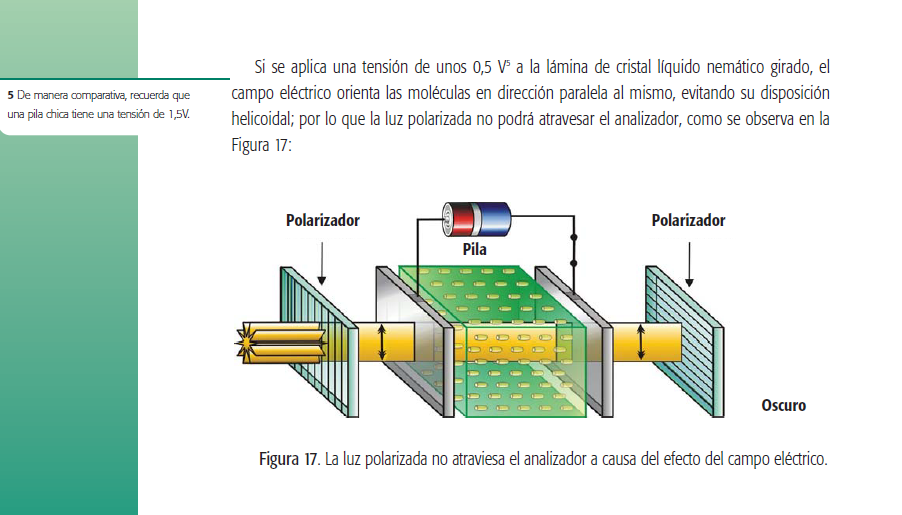 Si se aplica una tensión de unos 0,5 V⁵ a la lámina de cristal líquido nemático girado, el
campo eléctrico orienta las moléculas en dirección paralela al mismo, evitando su disposición
helicoidal; por lo que la luz polarizada no podrá atravesar el analizador, como se observa en la
Figura 17:
5 De manera comparativa, recuerda que
una pila chica tiene una tensión de 1,5V.
Polarizador
Pila
Polarizador
Oscuro
Figura 17. La luz polarizada no atraviesa el analizador a causa del efecto del campo eléctrico.